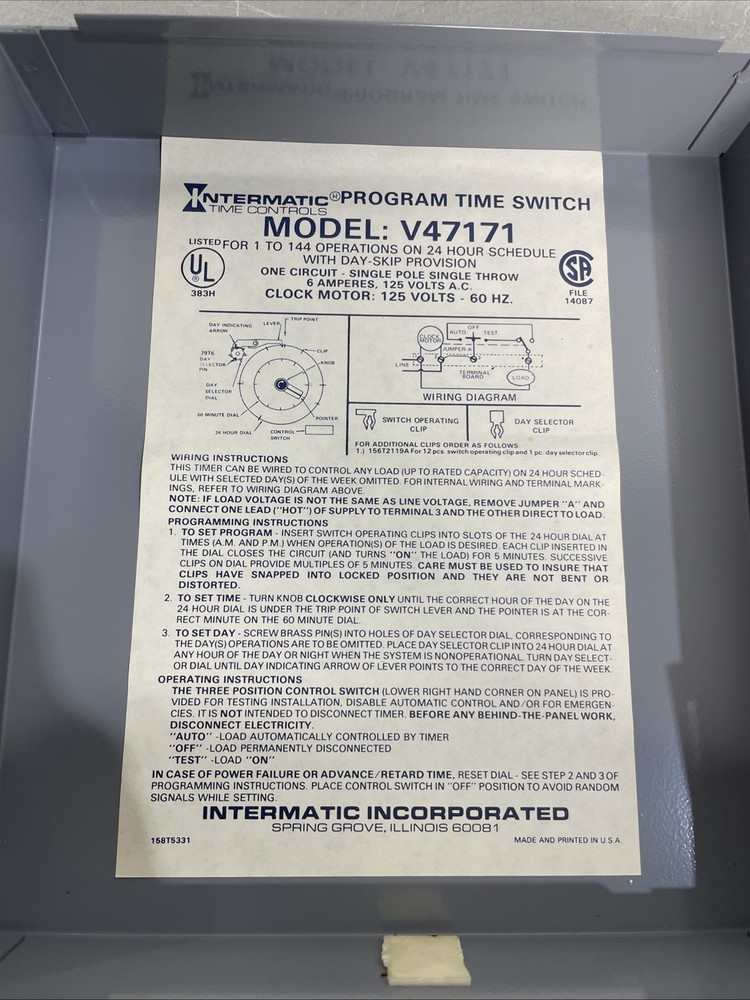 INTERMATIC® PROGRAM TIME SWITCH
TIME CONTROLS
MODEL: V47171
LISTED FOR 1 TO 144 OPERATIONS ON 24 HOUR SCHEDULE
WITH DAY-SKIP PROVISION
UL
®
383H
ONE CIRCUIT - SINGLE POLE SINGLE THROW
6 AMPERES, 125 VOLTS A.C.
CLOCK MOTOR: 125 VOLTS - 60 HZ.
SA
FILE
14087
TRIP POINT
LEVER
DAY INDICATING
ARROW
CLIP
KNOB
7976
DAY
SELECTOR
PIN
DAY
SELECTOR
DIAL
60 MINUTE DIAL
24 HOUR DIAL
CONTROL
SWITCH
POINTER
OFF
AUTO
TEST
CLOCK
MOTOR
JUMPER-A
LINE
TERMINAL
BOARD
LOAD
WIRING DIAGRAM
SWITCH OPERATING
CLIP
DAY SELECTOR
CLIP
FOR ADDITIONAL CLIPS ORDER AS FOLLOWS:
1.) 156T2119A For 12 pcs. switch operating clip and 1 pc. day selector clip.
WIRING INSTRUCTIONS
THIS TIMER CAN BE WIRED TO CONTROL ANY LOAD (UP TO RATED CAPACITY) ON 24 HOUR SCHED-
ULE WITH SELECTED DAY(S) OF THE WEEK OMITTED. FOR INTERNAL WIRING AND TERMINAL MARK-
INGS, REFER TO WIRING DIAGRAM ABOVE.
NOTE: IF LOAD VOLTAGE IS NOT THE SAME AS LINE VOLTAGE, REMOVE JUMPER "A" AND
CONNECT ONE LEAD ("HOT") OF SUPPLY TO TERMINAL 3 AND THE OTHER DIRECT TO LOAD.
PROGRAMMING INSTRUCTIONS
1. TO SET PROGRAM - INSERT SWITCH OPERATING CLIPS INTO SLOTS OF THE 24 HOUR DIAL AT
TIMES (A.M. AND P.M.) WHEN OPERATION(S) OF THE LOAD IS DESIRED. EACH CLIP INSERTED IN
THE DIAL CLOSES THE CIRCUIT (AND TURNS "ON" THE LOAD) FOR 5 MINUTES. SUCCESSIVE
CLIPS ON DIAL PROVIDE MULTIPLES OF 5 MINUTES. CARE MUST BE USED TO INSURE THAT
CLIPS HAVE SNAPPED INTO LOCKED POSITION AND THEY ARE NOT BENT OR
DISTORTED.
2. TO SET TIME - TURN KNOB CLOCKWISE ONLY UNTIL THE CORRECT HOUR OF THE DAY ON THE
24 HOUR DIAL IS UNDER THE TRIP POINT OF SWITCH LEVER AND THE POINTER IS AT THE COR-
RECT MINUTE ON THE 60 MINUTE DIAL.
3. TO SET DAY - SCREW BRASS PIN(S) INTO HOLES OF DAY SELECTOR DIAL, CORRESPONDING TO
THE DAY(S) OPERATIONS ARE TO BE OMITTED. PLACE DAY SELECTOR CLIP INTO 24 HOUR DIAL AT
ANY HOUR OF THE DAY OR NIGHT WHEN THE SYSTEM IS NONOPERATIONAL. TURN DAY SELECT-
OR DIAL UNTIL DAY INDICATING ARROW OF LEVER POINTS TO THE CORRECT DAY OF THE WEEK.
OPERATING INSTRUCTIONS
THE THREE POSITION CONTROL SWITCH (LOWER RIGHT HAND CORNER ON PANEL) IS PRO-
VIDED FOR TESTING INSTALLATION, DISABLE AUTOMATIC CONTROL AND/OR FOR EMERGEN-
CIES. IT IS NOT INTENDED TO DISCONNECT TIMER. BEFORE ANY BEHIND-THE-PANEL WORK,
DISCONNECT ELECTRICITY.
"AUTO" -LOAD AUTOMATICALLY CONTROLLED BY TIMER
"OFF" -LOAD PERMANENTLY DISCONNECTED
"TEST" -LOAD "ON"
IN CASE OF POWER FAILURE OR ADVANCE/RETARD TIME, RESET DIAL - SEE STEP 2 AND 3 OF
PROGRAMMING INSTRUCTIONS. PLACE CONTROL SWITCH IN "OFF" POSITION TO AVOID RANDOM
SIGNALS WHILE SETTING.
INTERMATIC INCORPORATED
SPRING GROVE, ILLINOIS 60081
158T5331
MADE AND PRINTED IN U.S.A.